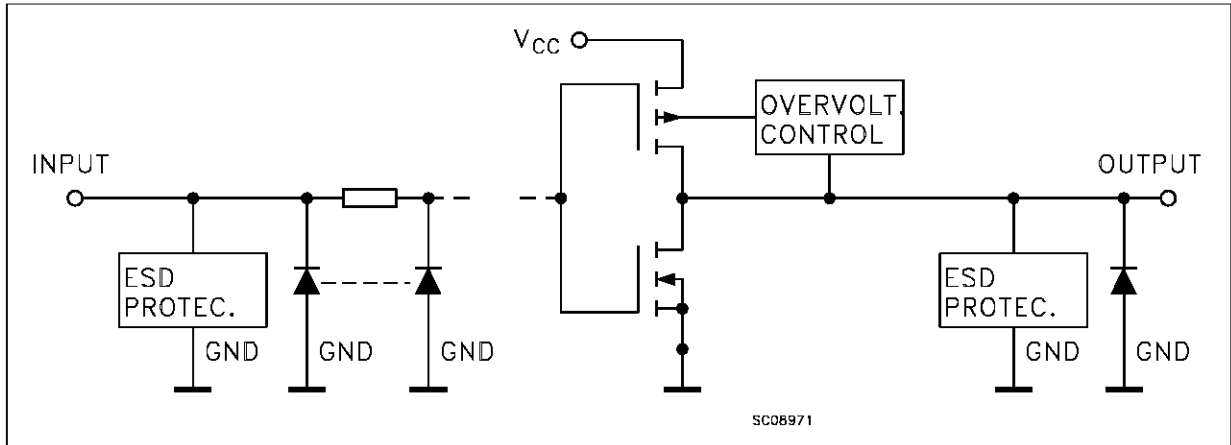 VCC
OVERVOLT.
CONTROL
INPUT
OUTPUT
ESD
PROTEC.
ESD
PROTEC.
GND
GND
GND
GND
GND
SC08971